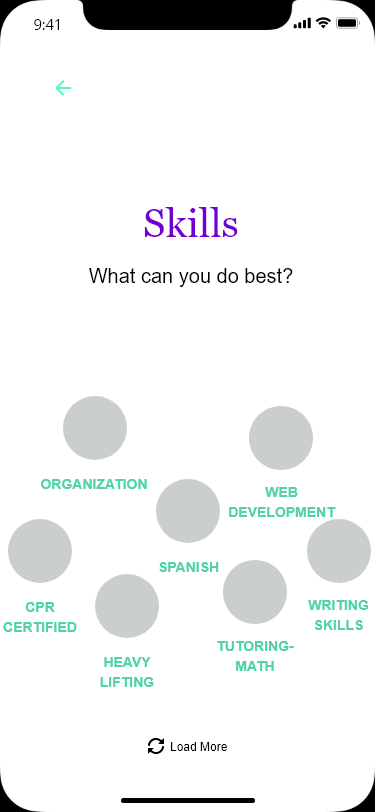 9:41
Skills
What can you do best?
ORGANIZATION
WEB
DEVELOPMENT
SPANISH
CPR
CERTIFIED
WRITING
SKILLS
HEAVY
LIFTING
TUTORING-
MATH
Load More